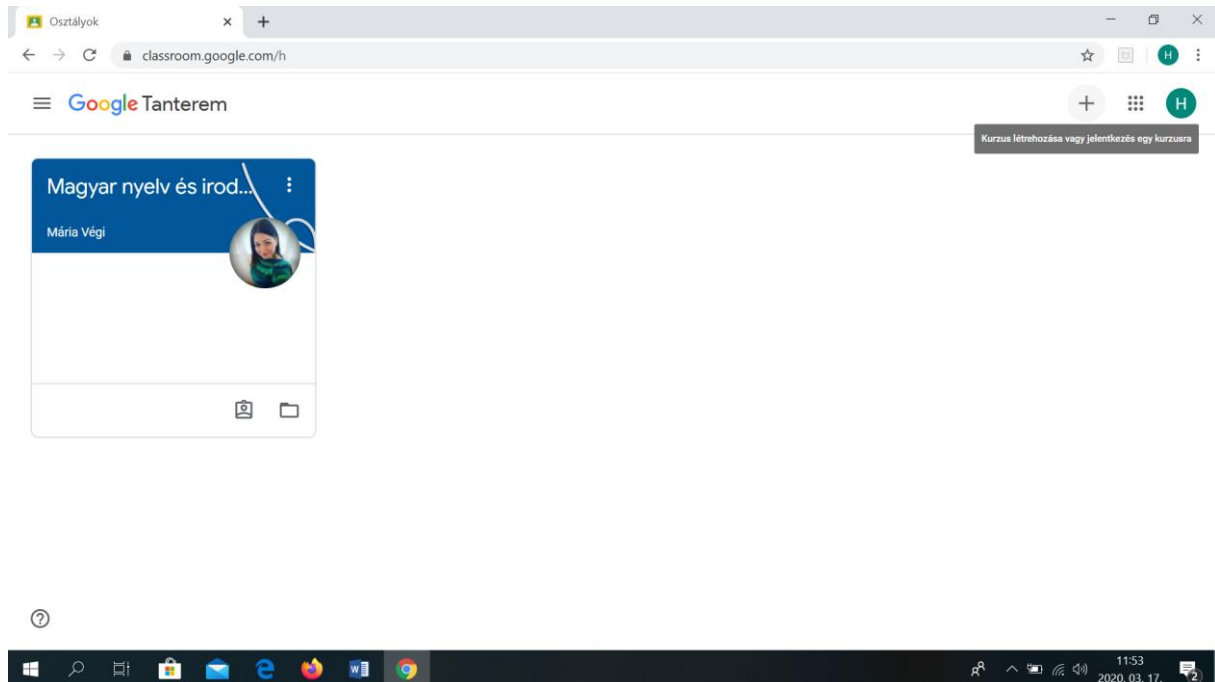 Osztályok
classroom.google.com/h
H
Google Tanterem
H
Kurzus létrehozása vagy jelentkezés egy kurzusra
Magyar nyelv és irod...
Mária Végi
11:53
2020. 03. 17.
2